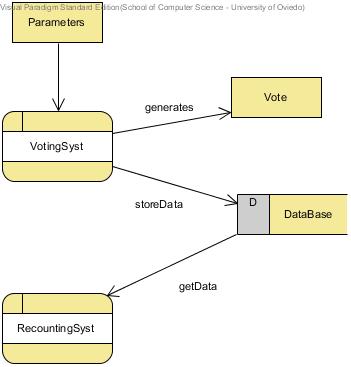 Visual Paradigm Standard Edition(School of Computer Science - University of Oviedo)
Parameters
generates
Vote
VotingSyst
storeData
D
DataBase
getData
RecountingSyst